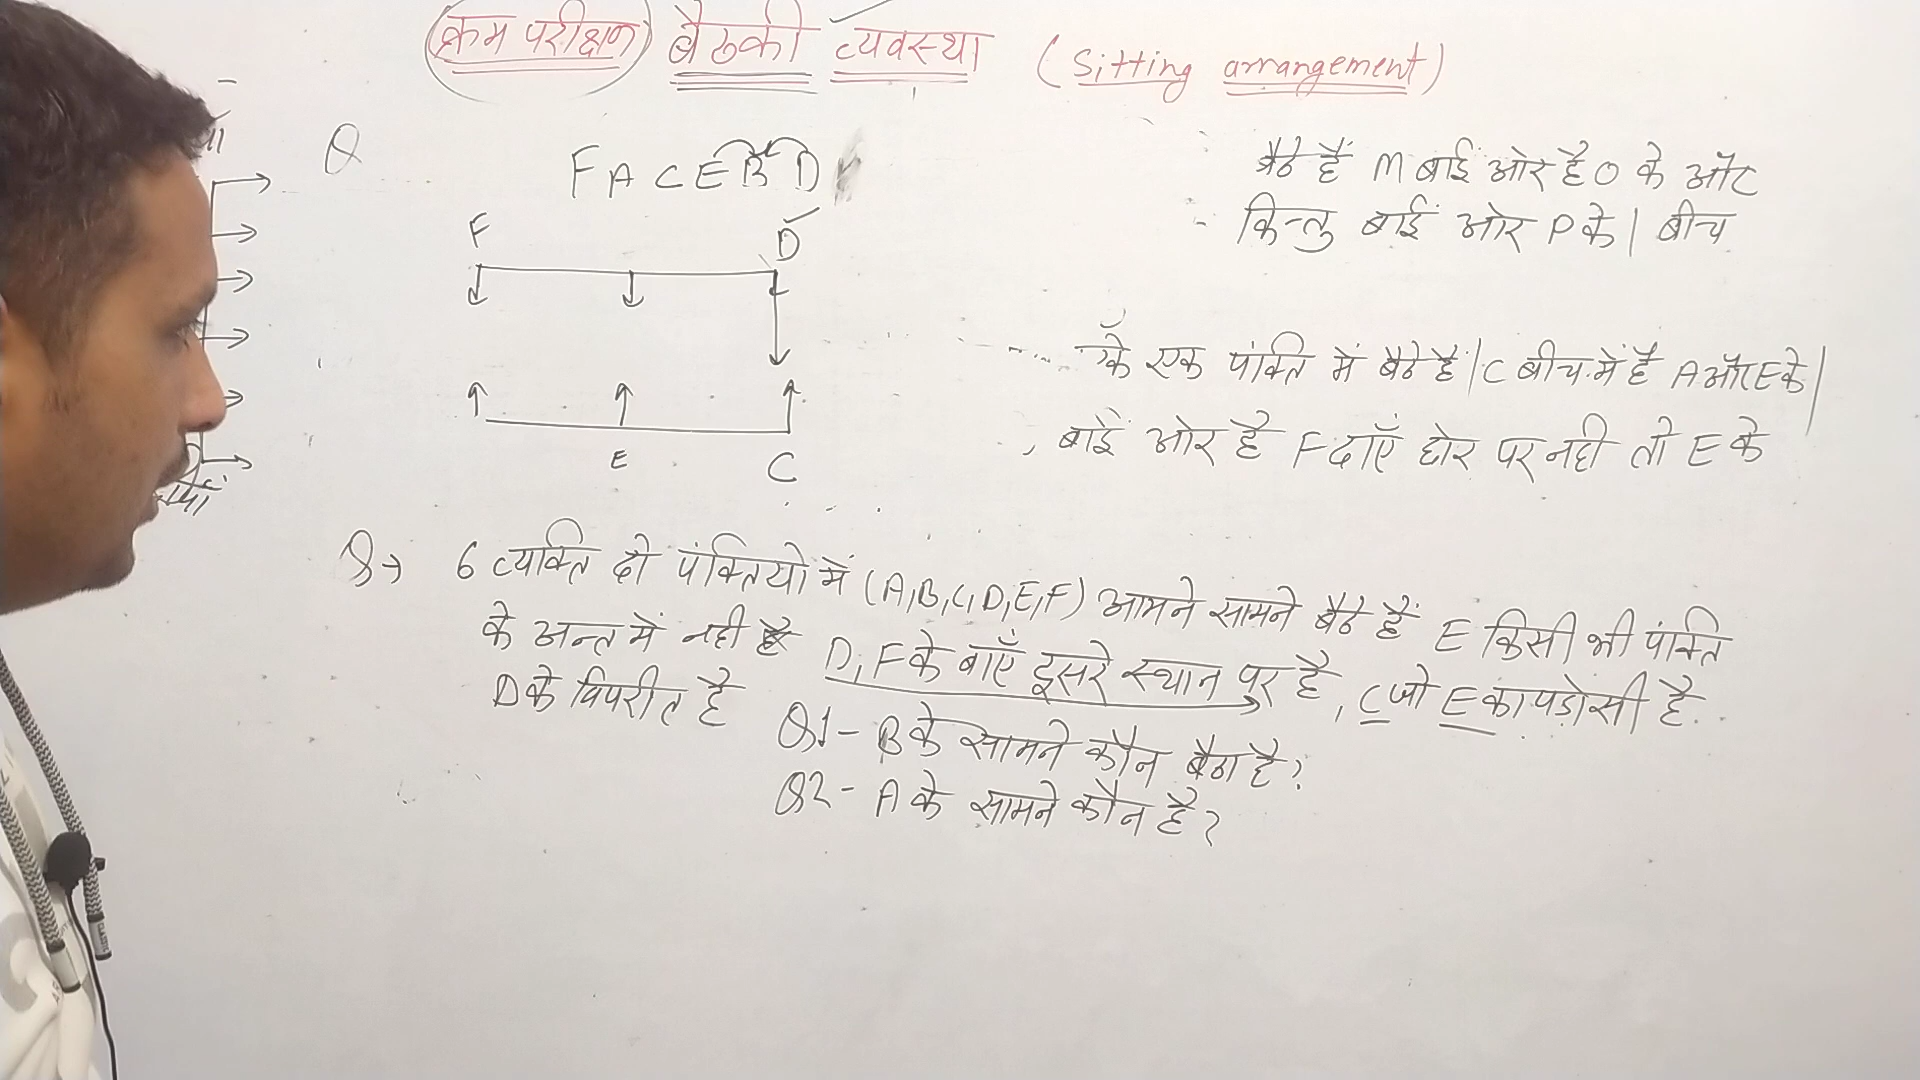 क्रम परीक्षण बैठकी व्यवस्था (Sitting arrangement)
Q
F A C E B D
बैठे हैं M बाईं ओर है O के और
किन्तु बाईं ओर P के | बीच
F
D
के एक पंक्ति में बैठे है | C बीच में है A और E के |
बाईं ओर है F दाएँ छोर पर नही तो E के
E
C
Q→ 6 व्यक्ति दो पंक्तियो में (A,B,C,D,E,F) आमने सामने बैठे हैं E किसी भी पंक्ति
के अन्त में नही है D, F के बाएँ दूसरे स्थान पर है, C जो E का पड़ोसी है
D के विपरीत है
Q1- B के सामने कौन बैठा है?
Q2- A के सामने कौन है?